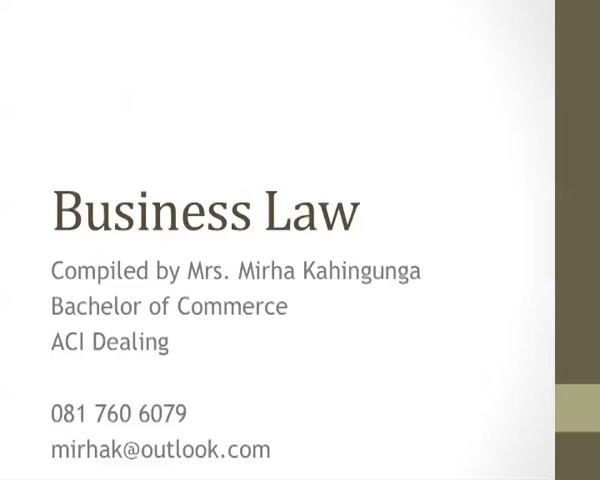 Business Law
Compiled by Mrs. Mirha Kahingunga
Bachelor of Commerce
ACI Dealing
081 760 6079
mirhak@outlook.com